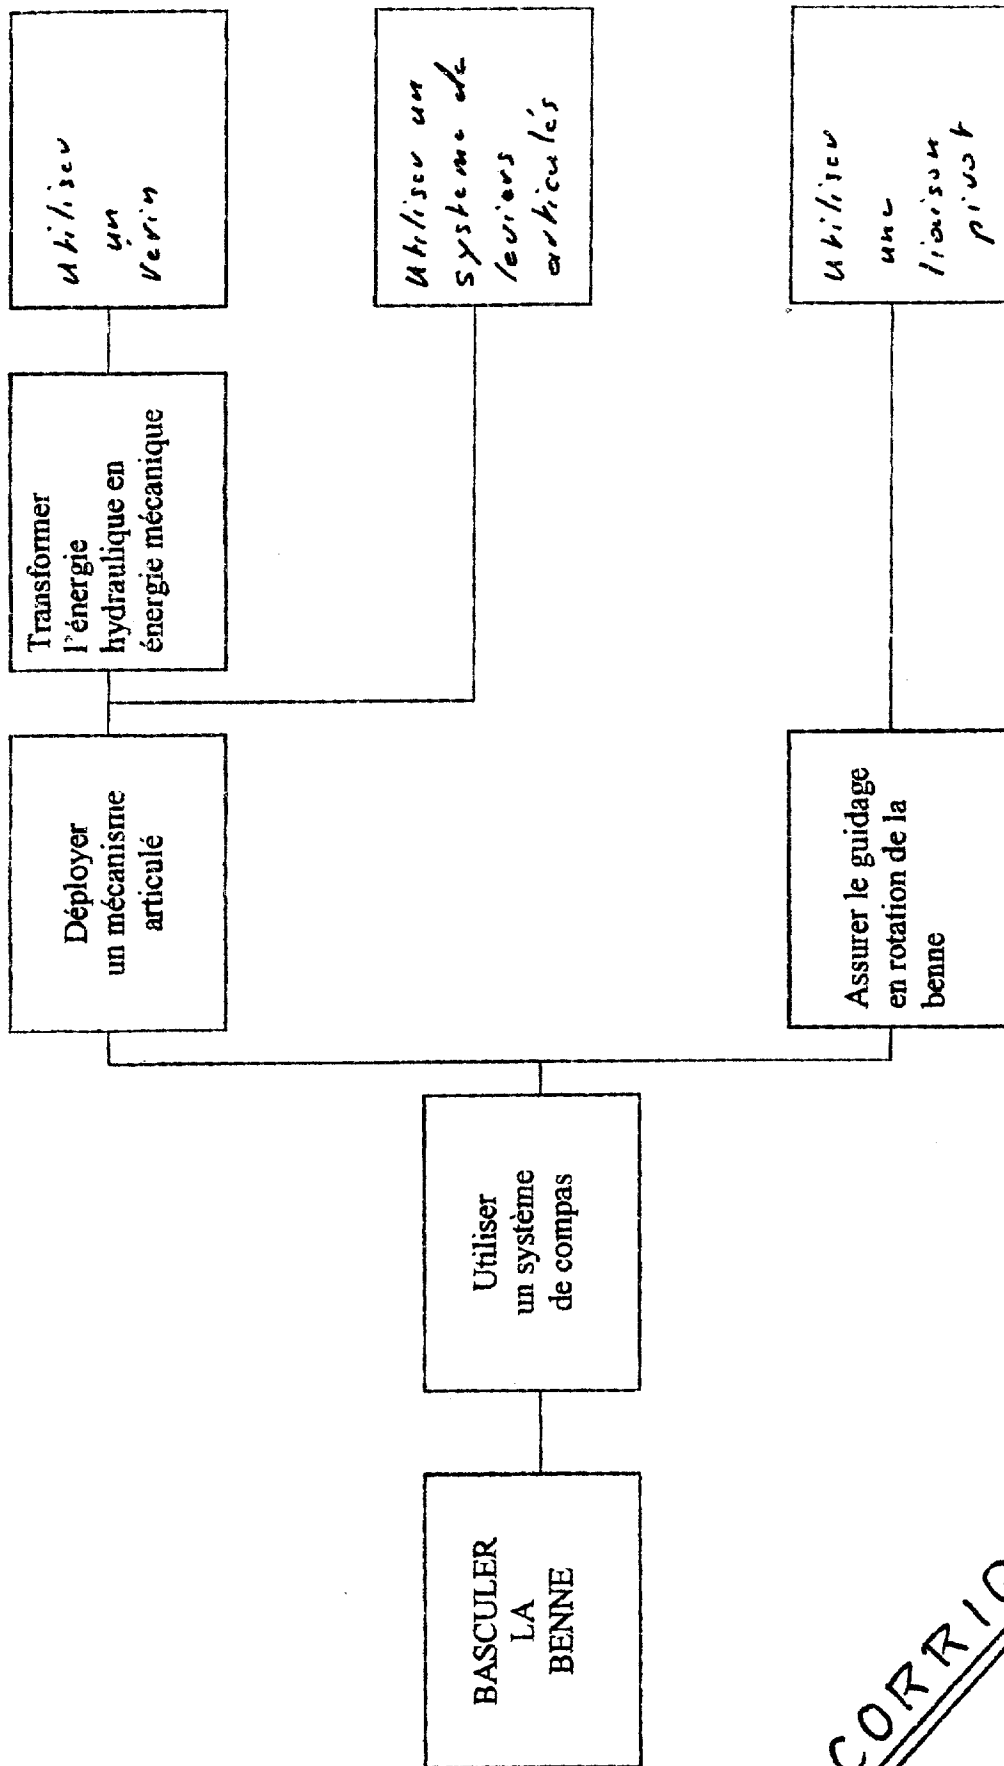 BASCULER
LA
BENNE
Utiliser
un système
de compas
Déployer
un mécanisme
articulé
Transformer
l'énergie
hydraulique en
énergie mécanique
Utiliser
un
Verin
Utiliser un
systeme de
leviers
articulés
Assurer le guidage
en rotation de la
benne
Utiliser
une
liaison
pivot
CORRIG